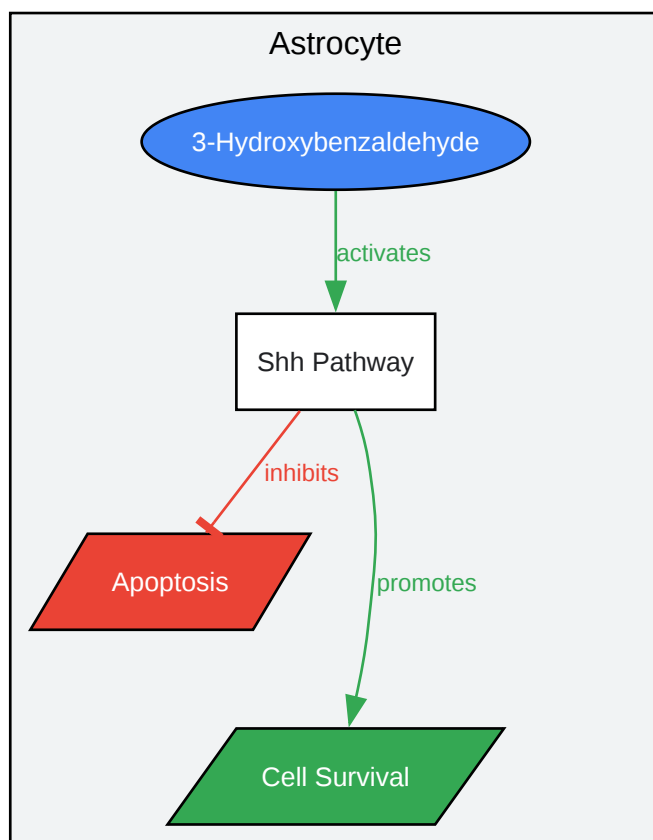 Astrocyte
3-Hydroxybenzaldehyde
activates
Shh Pathway
inhibits
Apoptosis
promotes
Cell Survival